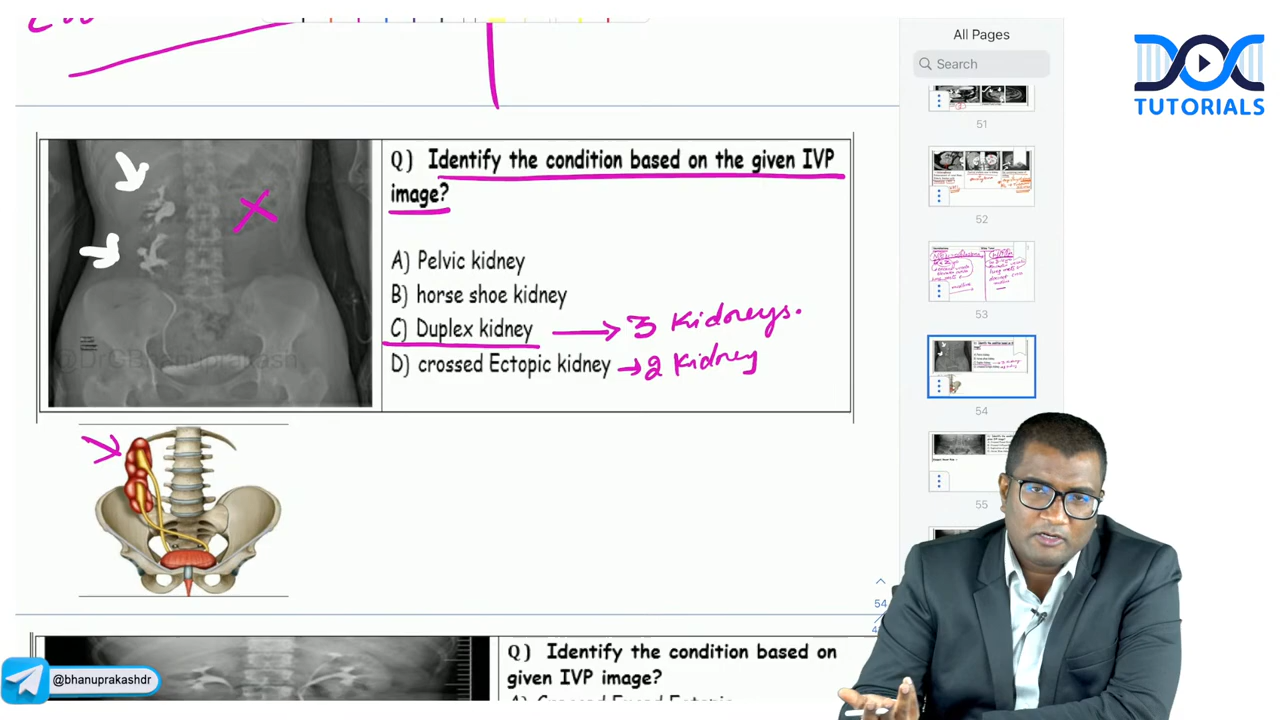 All Pages
Search
DOC
TUTORIALS
51
52
53
54
55
54
Q) Identify the condition based on the given IVP
image?
A) Pelvic kidney
B) horse shoe kidney
C) Duplex kidney → 3 Kidneys.
D) crossed Ectopic kidney → 2 Kidney
@DrGBhanuprakash
Q) Identify the condition based on
given IVP image?
@bhanuprakashdr